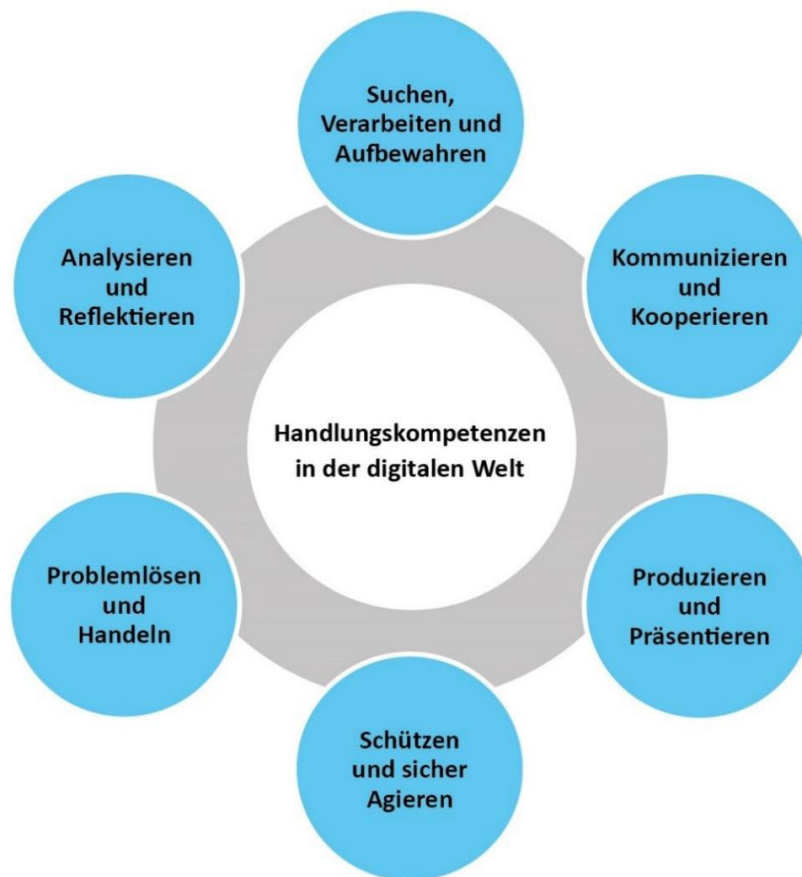 Suchen,
Verarbeiten und
Aufbewahren
Kommunizieren
und
Kooperieren
Produzieren
und
Präsentieren
Schützen
und sicher
Agieren
Problemlösen
und
Handeln
Analysieren
und
Reflektieren
Handlungskompetenzen
in der digitalen Welt